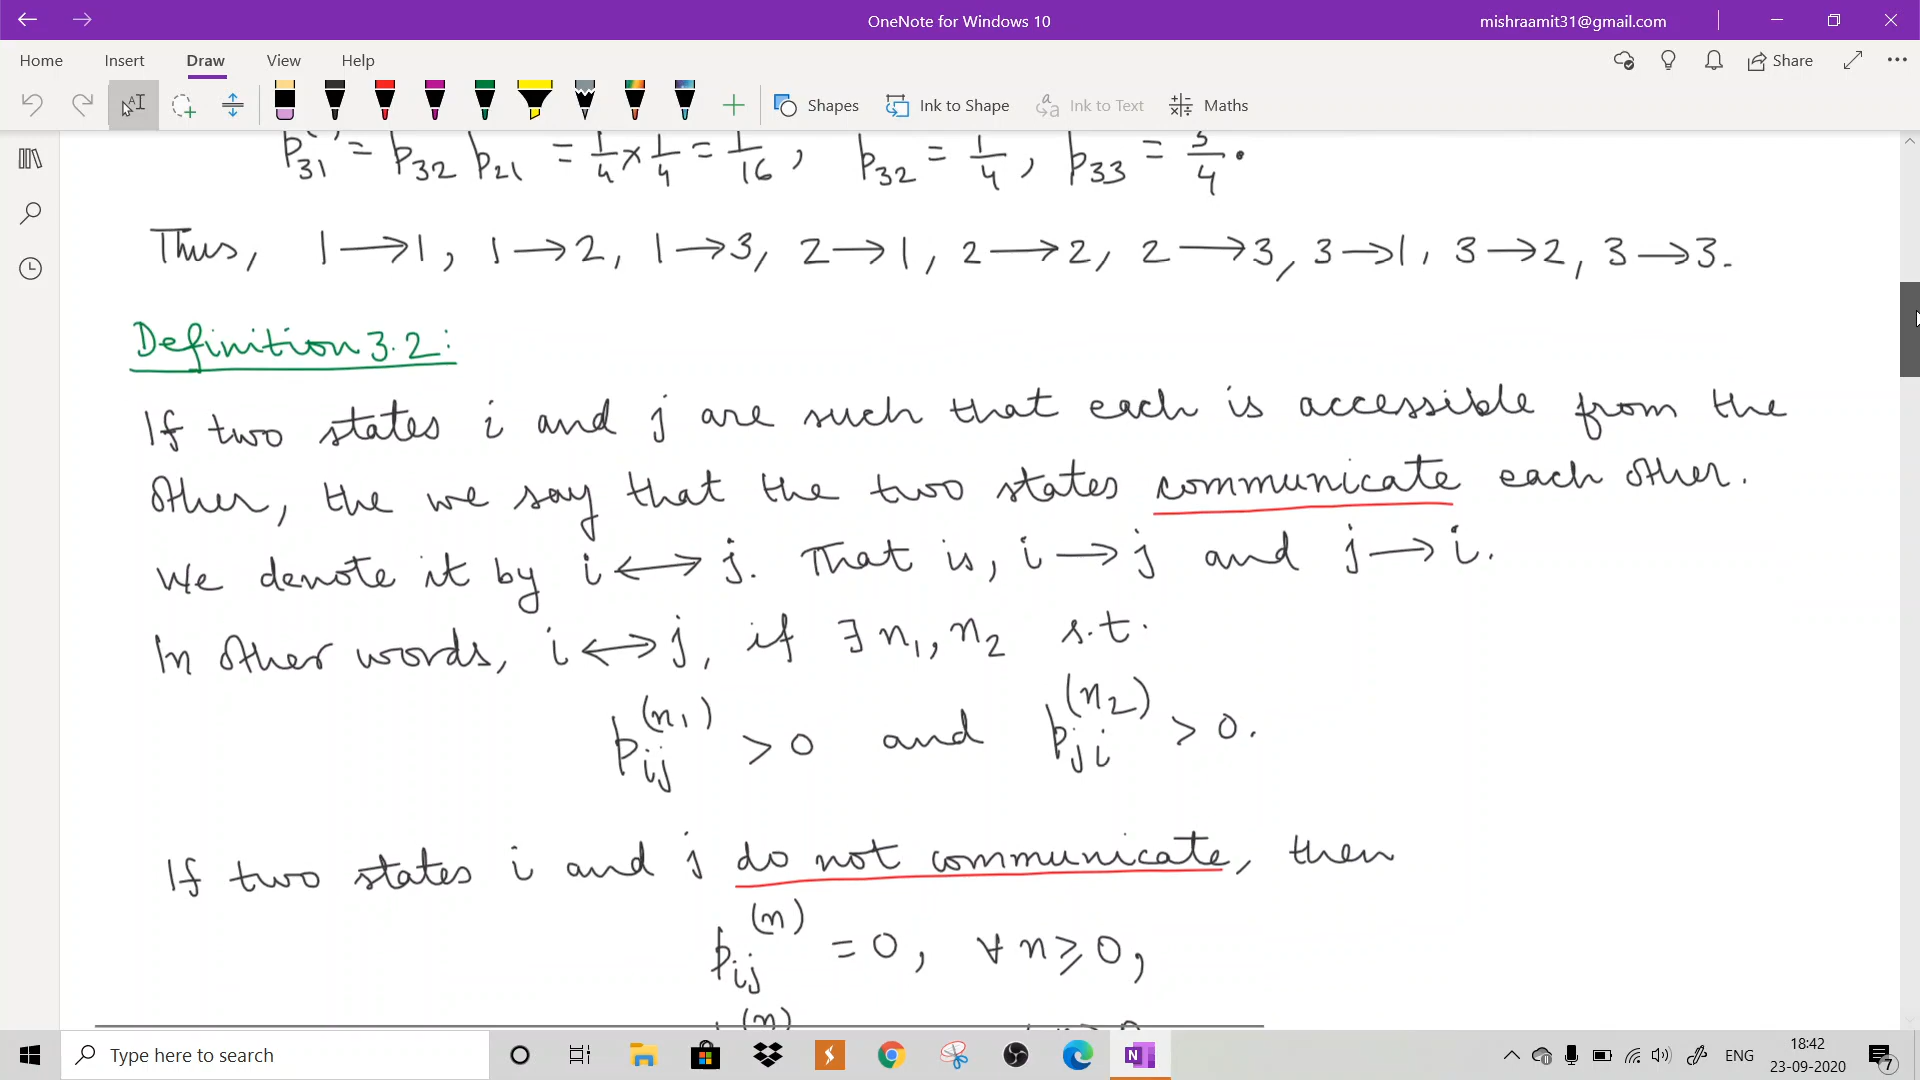 OneNote for Windows 10
mishraamit31@gmail.com
Home Insert Draw View Help
Share
Shapes Ink to Shape Ink to Text Maths
p31 = p32 p21 = 1/4 × 1/4 = 1/16, p32 = 1/4, p33 = 3/4.
Thus, 1→1, 1→2, 1→3, 2→1, 2→2, 2→3, 3→1, 3→2, 3→3.
Definition 3.2:
If two states i and j are such that each is accessible from the
other, the we say that the two states communicate each other.
We denote it by i ↔ j. That is, i → j and j → i.
In other words, i ↔ j, if ∃ n₁, n₂ s.t.
p_ij^(n₁) > 0 and p_ji^(n₂) > 0.
If two states i and j do not communicate, then
p_ij^(n) = 0, ∀ n ≥ 0,
(n)
Type here to search
ENG
18:42
23-09-2020
7